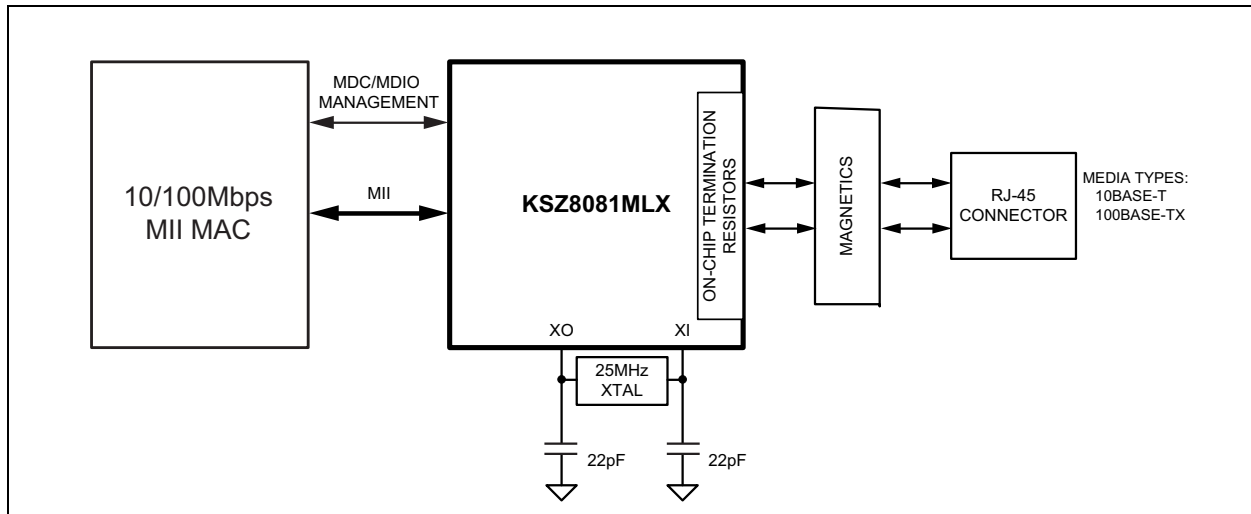 MDC/MDIO
MANAGEMENT
10/100Mbps
MII MAC
MII
KSZ8081MLX
ON-CHIP TERMINATION
RESISTORS
MAGNETICS
RJ-45
CONNECTOR
MEDIA TYPES:
10BASE-T
100BASE-TX
XO
XI
25MHz
XTAL
22pF
22pF